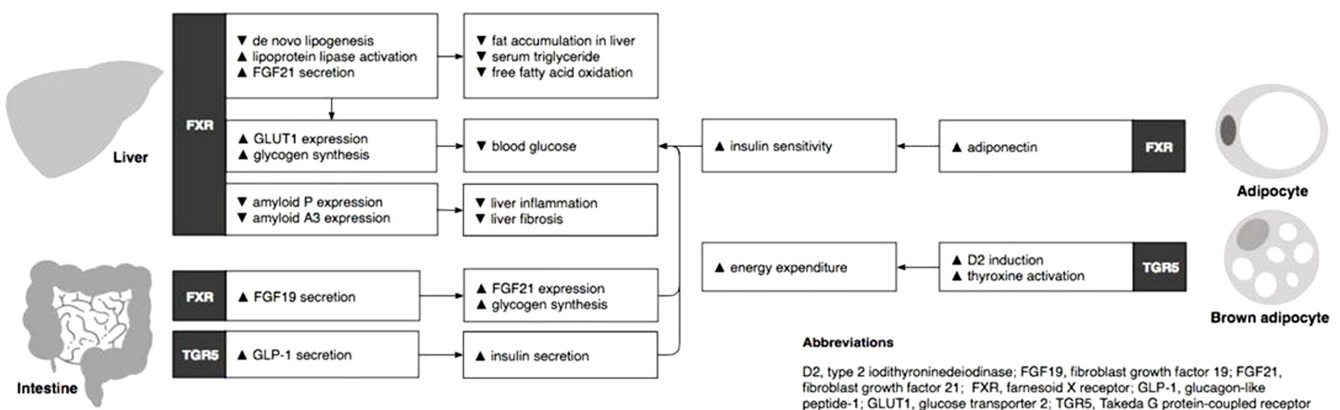 FXR
▼ de novo lipogenesis
▲ lipoprotein lipase activation
▲ FGF21 secretion
▼ fat accumulation in liver
▼ serum triglyceride
▼ free fatty acid oxidation
Liver
▲ GLUT1 expression
▲ glycogen synthesis
▼ blood glucose
▲ insulin sensitivity
▲ adiponectin
FXR
Adipocyte
▼ amyloid P expression
▼ amyloid A3 expression
▼ liver inflammation
▼ liver fibrosis
▲ energy expenditure
▲ D2 induction
▲ thyroxine activation
TGR5
Brown adipocyte
FXR
▲ FGF19 secretion
▲ FGF21 expression
▲ glycogen synthesis
TGR5
▲ GLP-1 secretion
▲ insulin secretion
Intestine
Abbreviations
D2, type 2 iodithyroninedeiodinase; FGF19, fibroblast growth factor 19; FGF21,
fibroblast growth factor 21; FXR, farnesoid X receptor; GLP-1, glucagon-like
peptide-1; GLUT1, glucose transporter 2; TGR5, Takeda G protein-coupled receptor